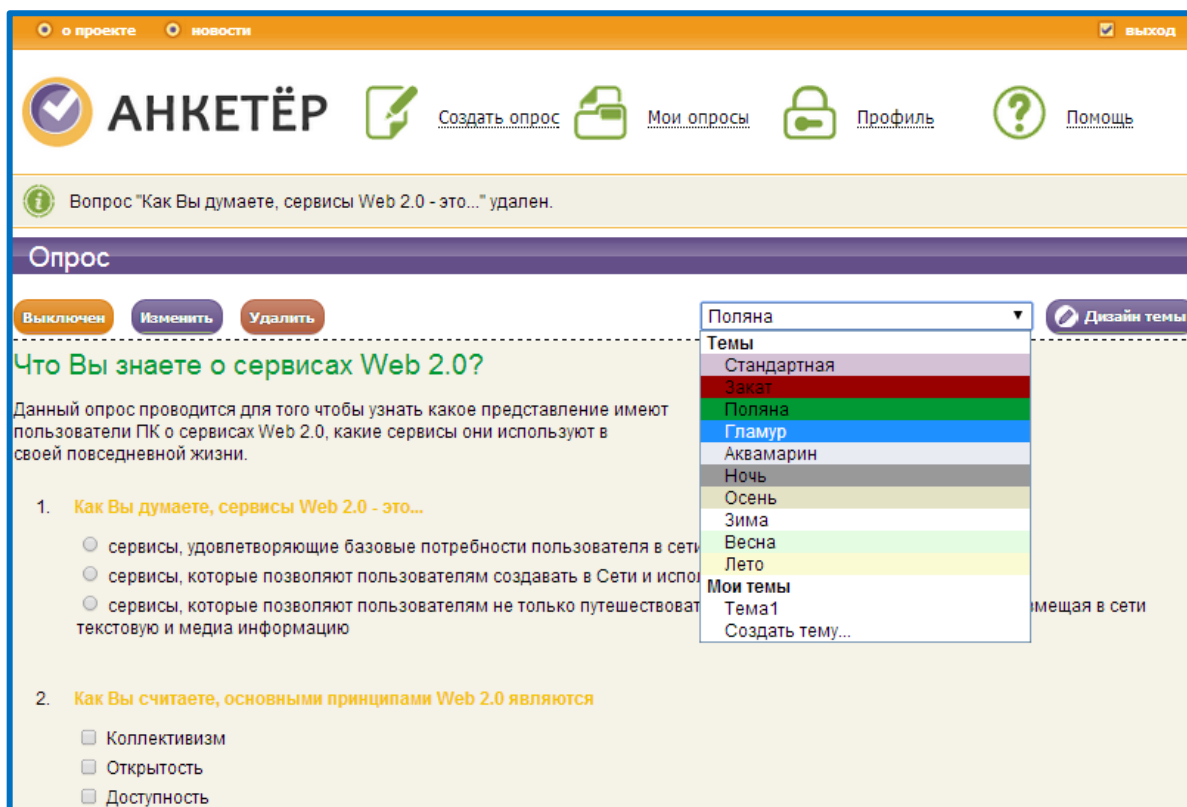 о проекте новости выход
АНКЕТЁР Создать опрос Мои опросы Профиль Помощь
Вопрос "Как Вы думаете, сервисы Web 2.0 - это..." удален.
Опрос
Выключен Изменить Удалить Поляна Дизайн темы
Темы
Стандартная
Закат
Поляна
Гламур
Аквамарин
Ночь
Осень
Зима
Весна
Лето
Мои темы
Тема1
Создать тему...
Что Вы знаете о сервисах Web 2.0?
Данный опрос проводится для того чтобы узнать какое представление имеют
пользователи ПК о сервисах Web 2.0, какие сервисы они используют в
своей повседневной жизни.
1. Как Вы думаете, сервисы Web 2.0 - это...
сервисы, удовлетворяющие базовые потребности пользователя в сети
сервисы, которые позволяют пользователям создавать в Сети и
сервисы, которые позволяют пользователям не только в сети
текстовую и медиа информацию
2. Как Вы считаете, основными принципами Web 2.0 являются
Коллективизм
Открытость
Доступность